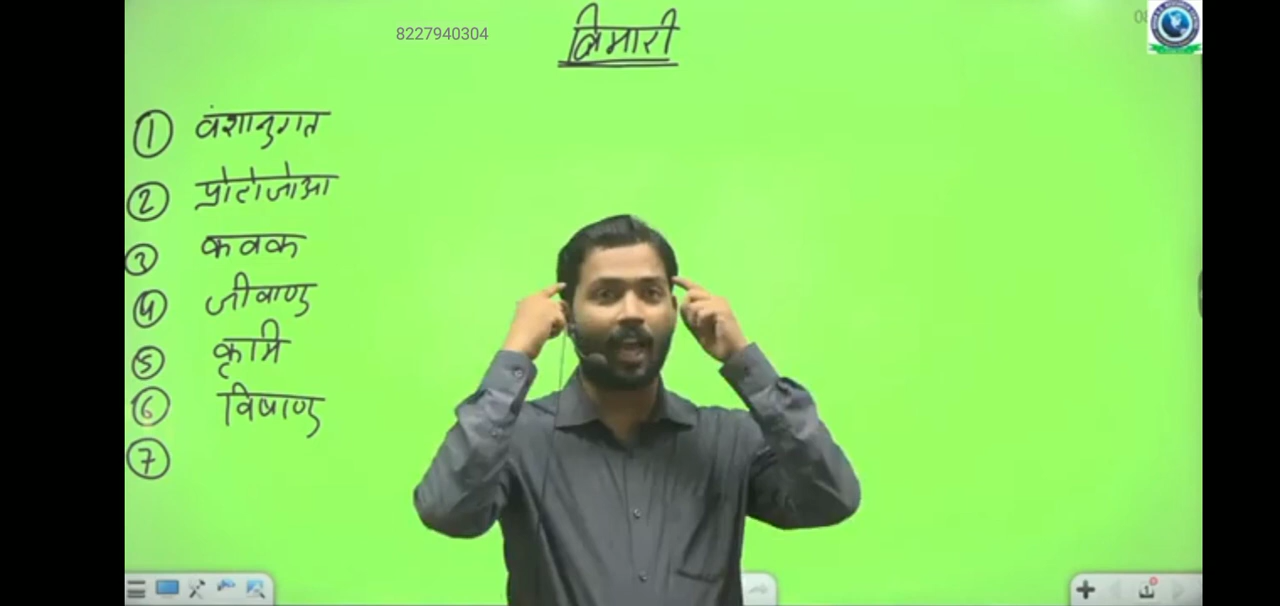 8227940304
बिमारी
① वंशानुगत
② प्रोटोजोआ
③ कवक
④ जीवाणु
⑤ कृमि
⑥ विषाणु
⑦